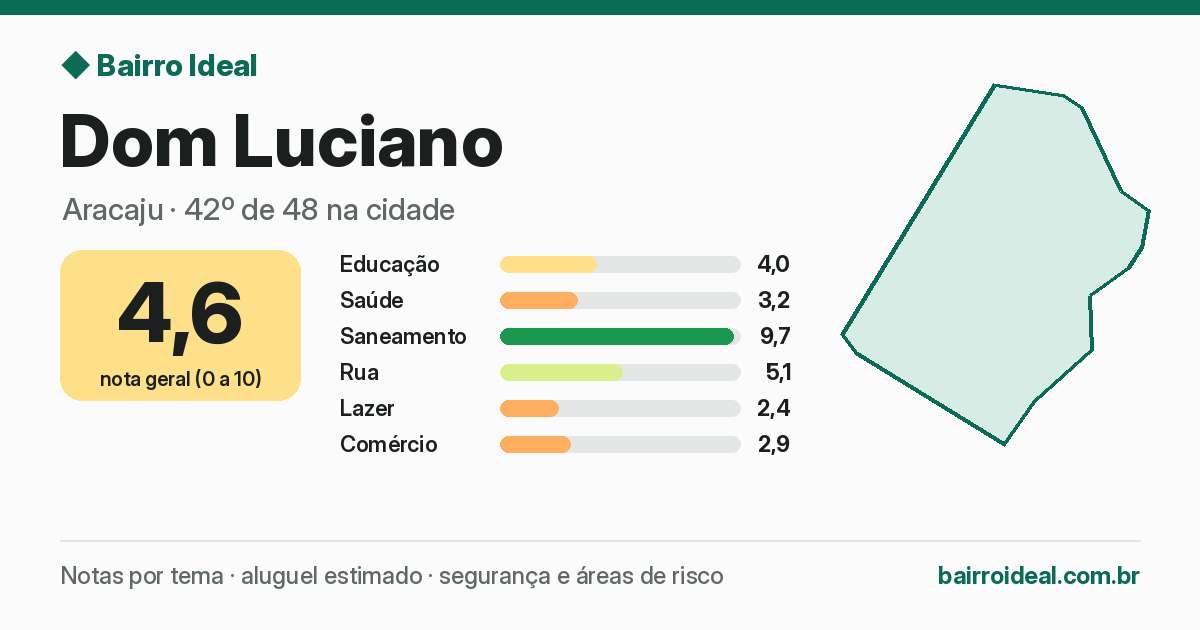 Bairro Ideal
Dom Luciano
Aracaju · 42º de 48 na cidade
4,6
nota geral (0 a 10)
Educação 4,0
Saúde 3,2
Saneamento 9,7
Rua 5,1
Lazer 2,4
Comércio 2,9
Notas por tema · aluguel estimado · segurança e áreas de risco
bairroideal.com.br